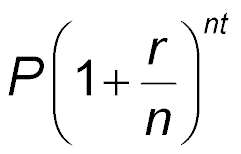 P(1 + r/n)^nt